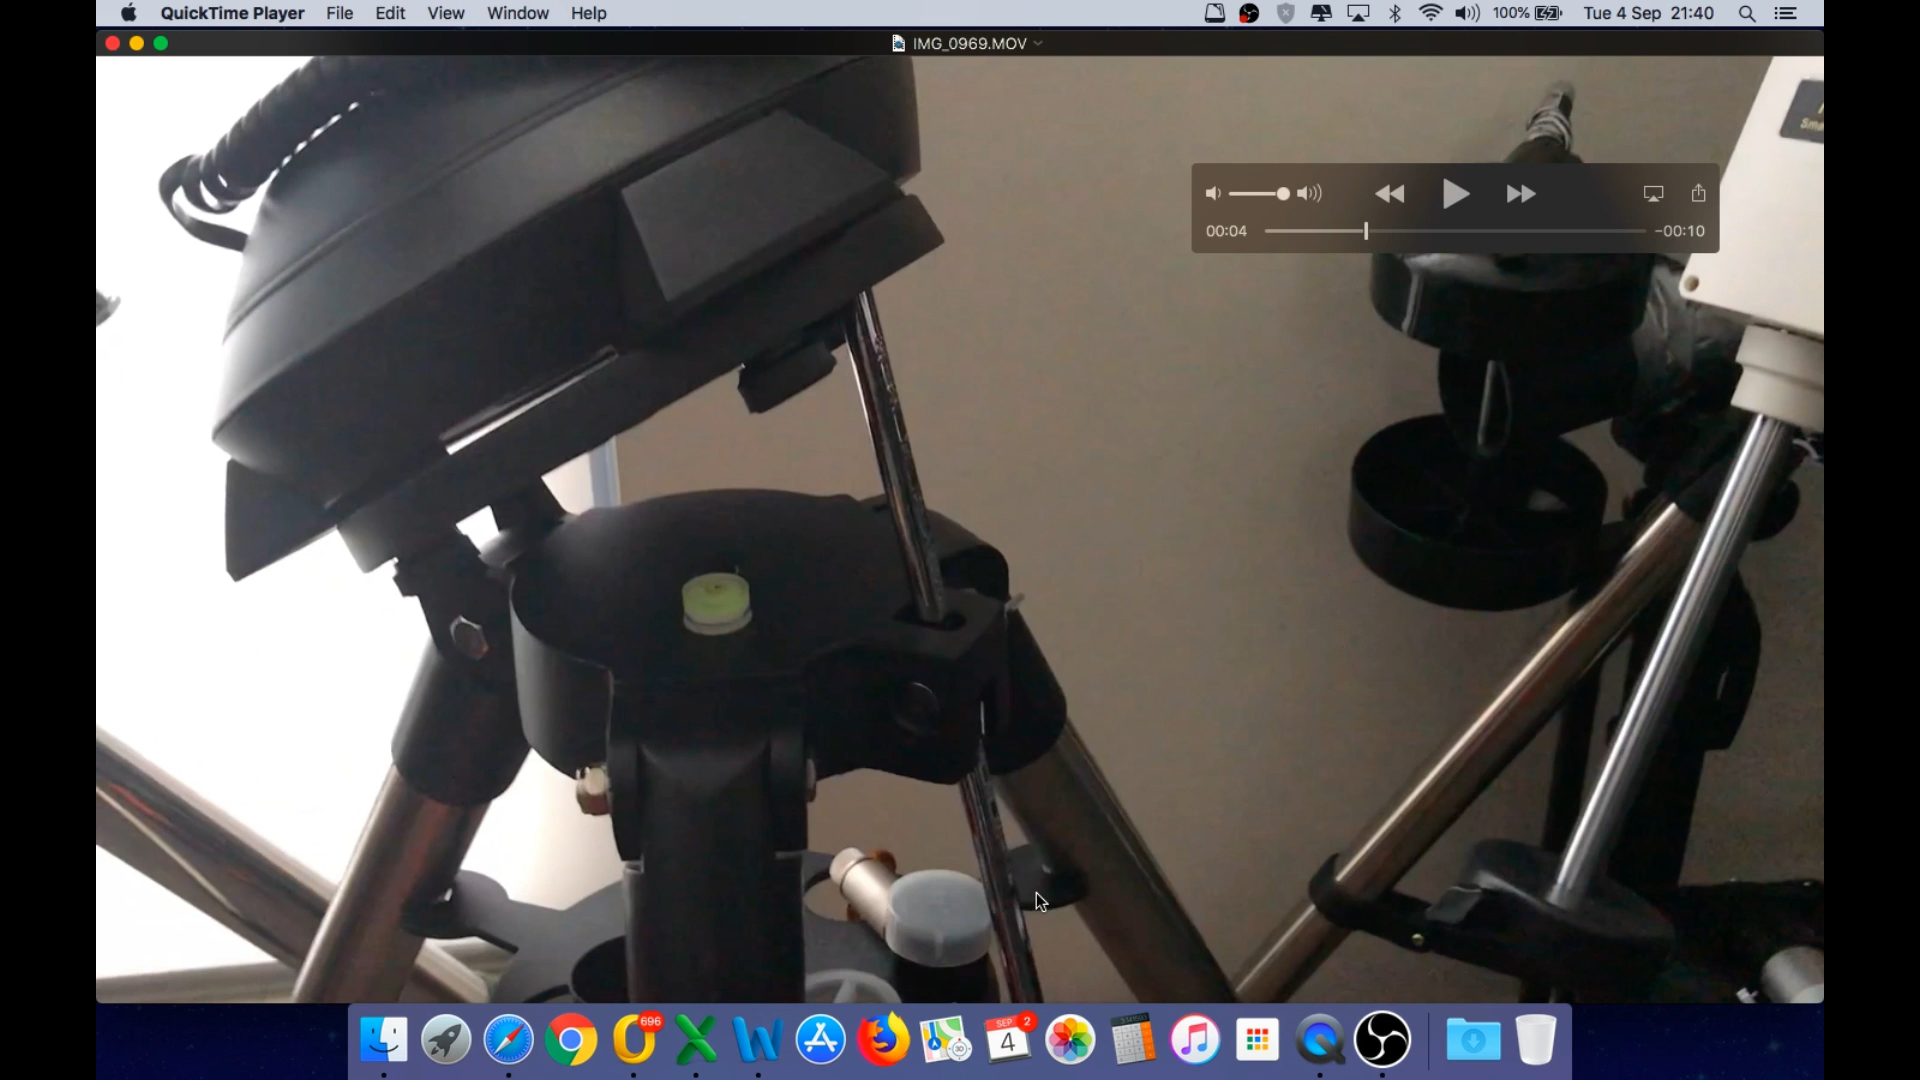 QuickTime Player File Edit View Window Help 100% Tue 4 Sep 21:40
IMG_0969.MOV
00:04 -00:10
696
SEP 2
4
3D